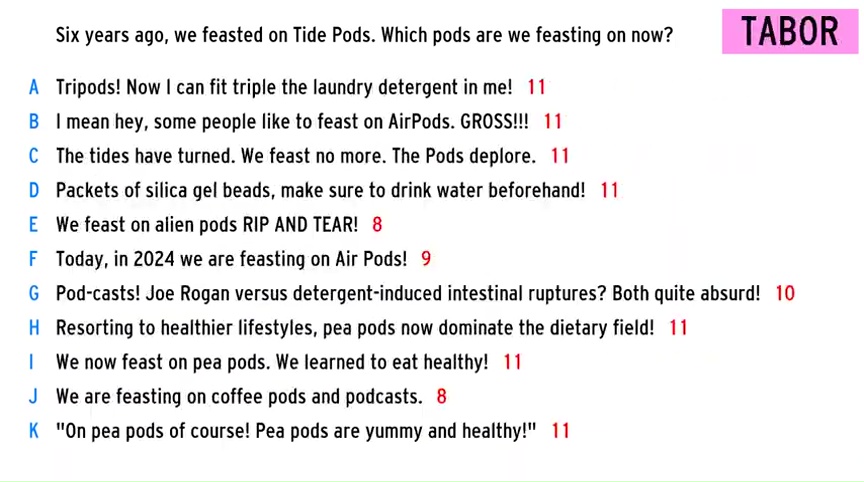 Six years ago, we feasted on Tide Pods. Which pods are we feasting on now?
TABOR
A Tripods! Now I can fit triple the laundry detergent in me! 11
B I mean hey, some people like to feast on AirPods. GROSS!!! 11
C The tides have turned. We feast no more. The Pods deplore. 11
D Packets of silica gel beads, make sure to drink water beforehand! 11
E We feast on alien pods RIP AND TEAR! 8
F Today, in 2024 we are feasting on Air Pods! 9
G Pod-casts! Joe Rogan versus detergent-induced intestinal ruptures? Both quite absurd! 10
H Resorting to healthier lifestyles, pea pods now dominate the dietary field! 11
I We now feast on pea pods. We learned to eat healthy! 11
J We are feasting on coffee pods and podcasts. 8
K "On pea pods of course! Pea pods are yummy and healthy!" 11